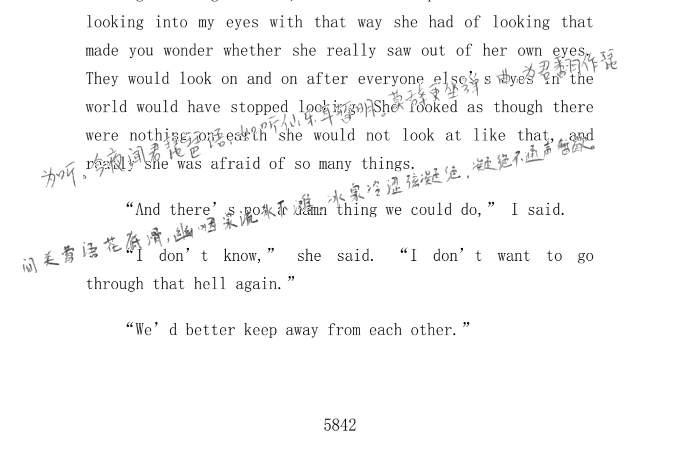 looking into my eyes with that way she had of looking that
made you wonder whether she really saw out of her own eyes.
They would look on and on after everyone else’s eyes in the
world would have stopped looking. She looked as though there
were nothing on earth she would not look at like that, and
really she was afraid of so many things.
为听。今夜闻君琵琶语，如听仙乐耳暂明。莫辞更坐弹一曲，为君翻作琵
“And there’s not a damn thing we could do,” I said.
间关莺语花底滑，幽咽泉流冰下难。冰泉冷涩弦凝绝，凝绝不通声暂歇。
“I don’t know,” she said. “I don’t want to go
through that hell again.”
“We’d better keep away from each other.”
5842